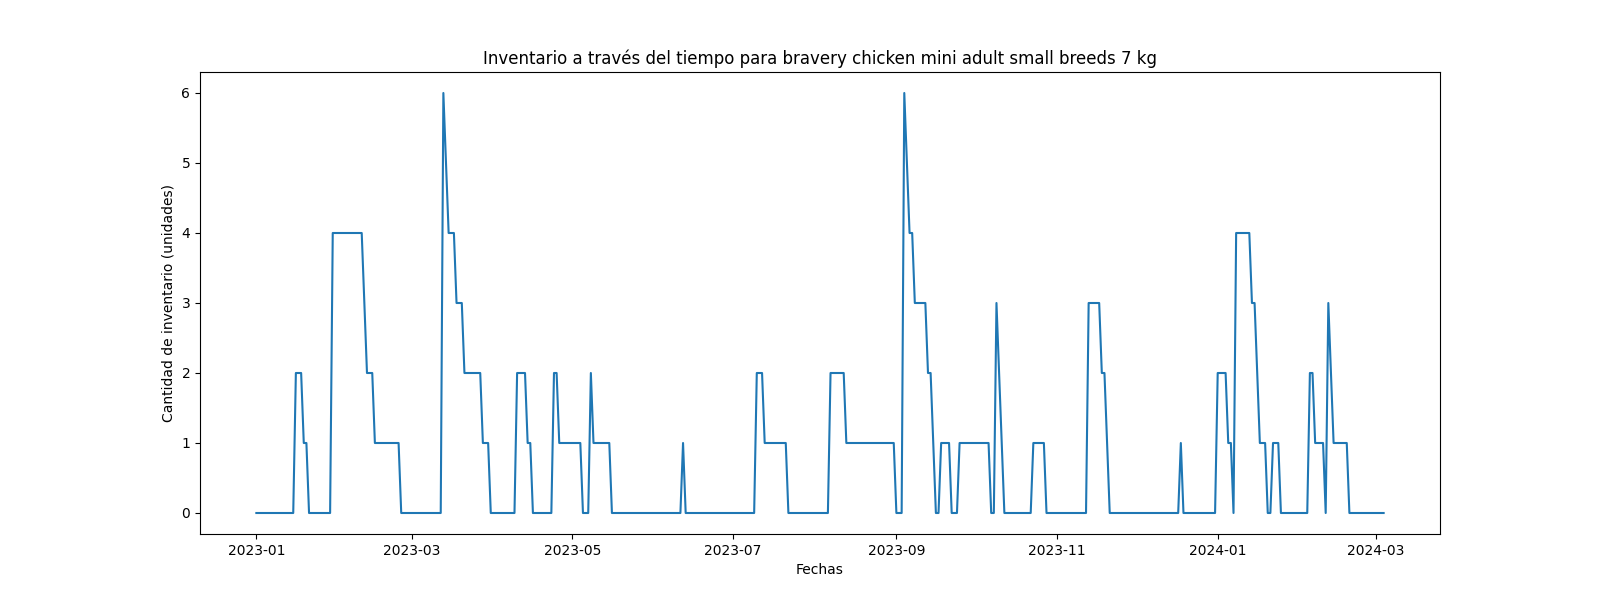 Inventario a través del tiempo para bravery chicken mini adult small breeds 7 kg
Cantidad de inventario (unidades)
6
5
4
3
2
1
0
2023-01 2023-03 2023-05 2023-07 2023-09 2023-11 2024-01 2024-03
Fechas